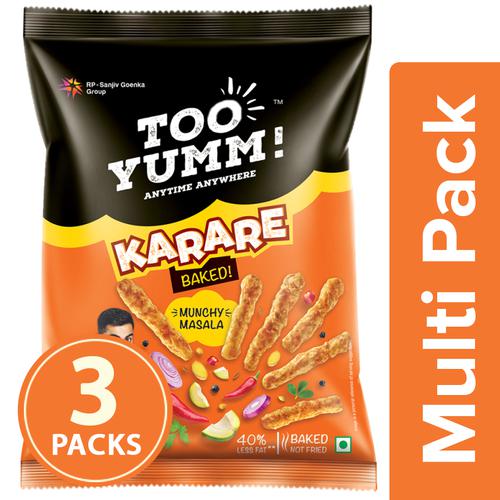 RP-Sanjiv Goenka
Group
TOO
YUMM!
TM
ANYTIME ANYWHERE
KARARE
BAKED!
MUNCHY
MASALA
3
PACKS
40%
LESS FAT**
BAKED
NOT FRIED
Multi Pack